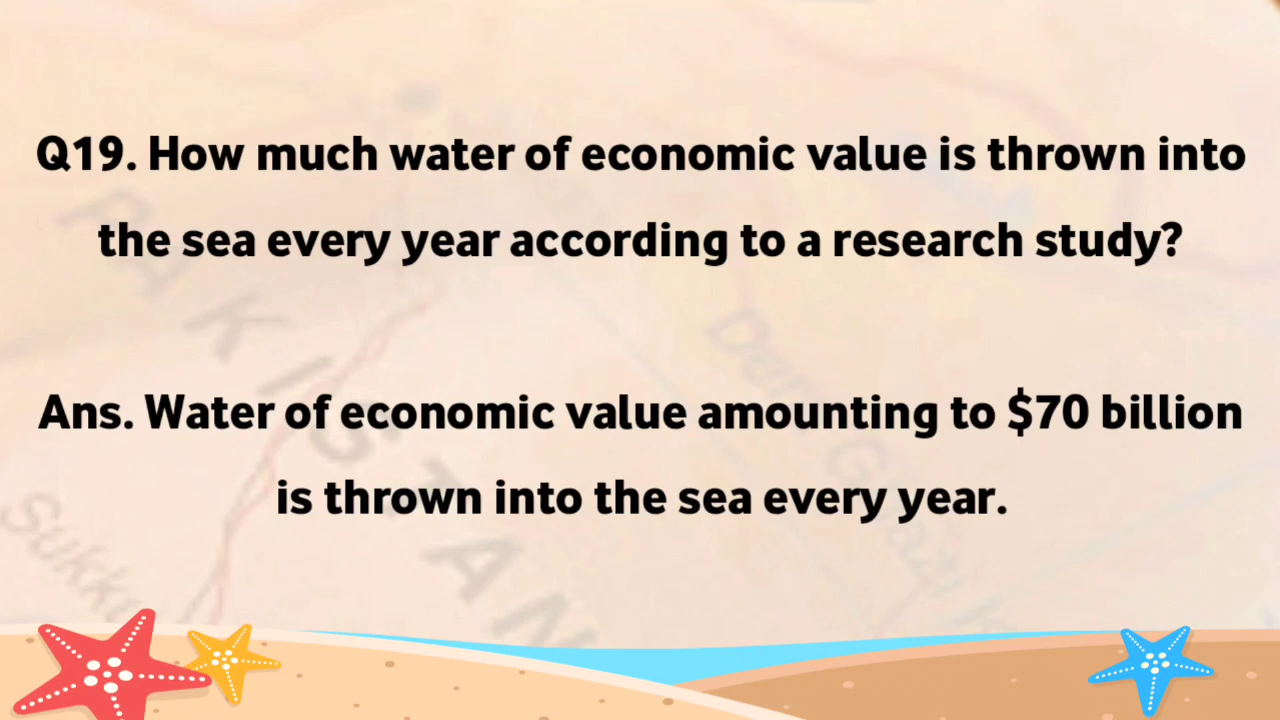 Q19. How much water of economic value is thrown into
the sea every year according to a research study?
Ans. Water of economic value amounting to $70 billion
is thrown into the sea every year.
PAKISTAN